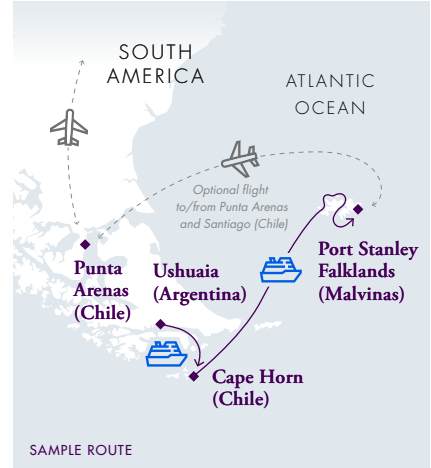 SOUTH
AMERICA
ATLANTIC
OCEAN
Optional flight
to/from Punta Arenas
and Santiago (Chile)
Punta
Arenas
(Chile)
Ushuaia
(Argentina)
Port Stanley
Falklands
(Malvinas)
Cape Horn
(Chile)
SAMPLE ROUTE